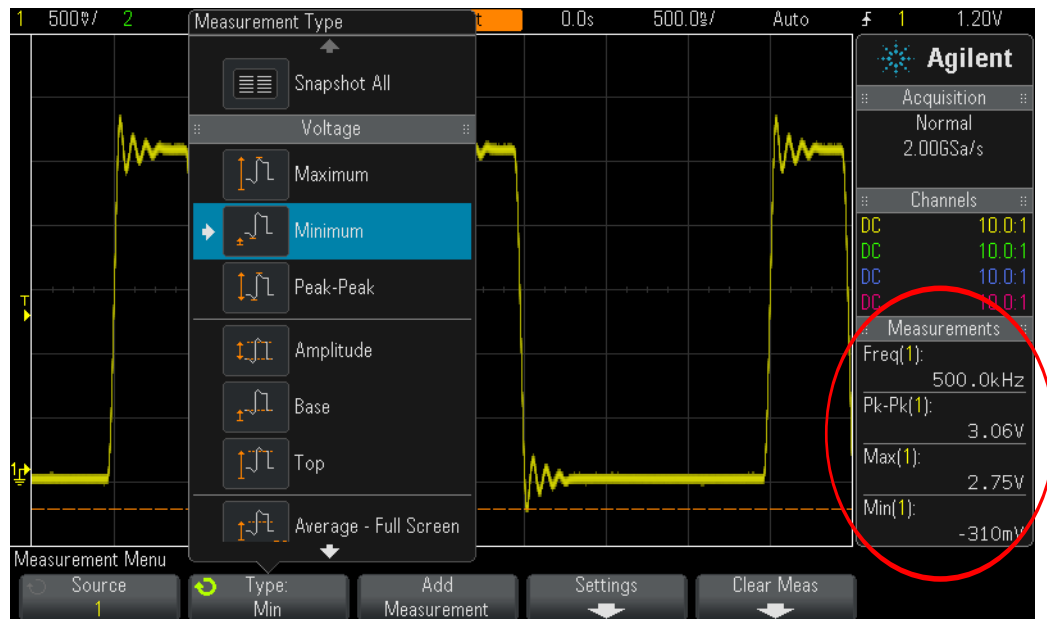 1 500▽/ 2 t 0.0s 500.0▽/ Auto 1 1.20V
Measurement Type
Snapshot All
Voltage
Maximum
Minimum
Peak-Peak
Amplitude
Base
Top
Average - Full Screen
T
1
Agilent
Acquisition
Normal
2.00GSa/s
Channels
DC 10.0:1
DC 10.0:1
DC 10.0:1
DC 10.0:1
Measurements
Freq(1):
500.0kHz
Pk-Pk(1):
3.06V
Max(1):
2.75V
Min(1):
-310mV
Measurement Menu
Source
1
Type:
Min
Add
Measurement
Settings
Clear Meas